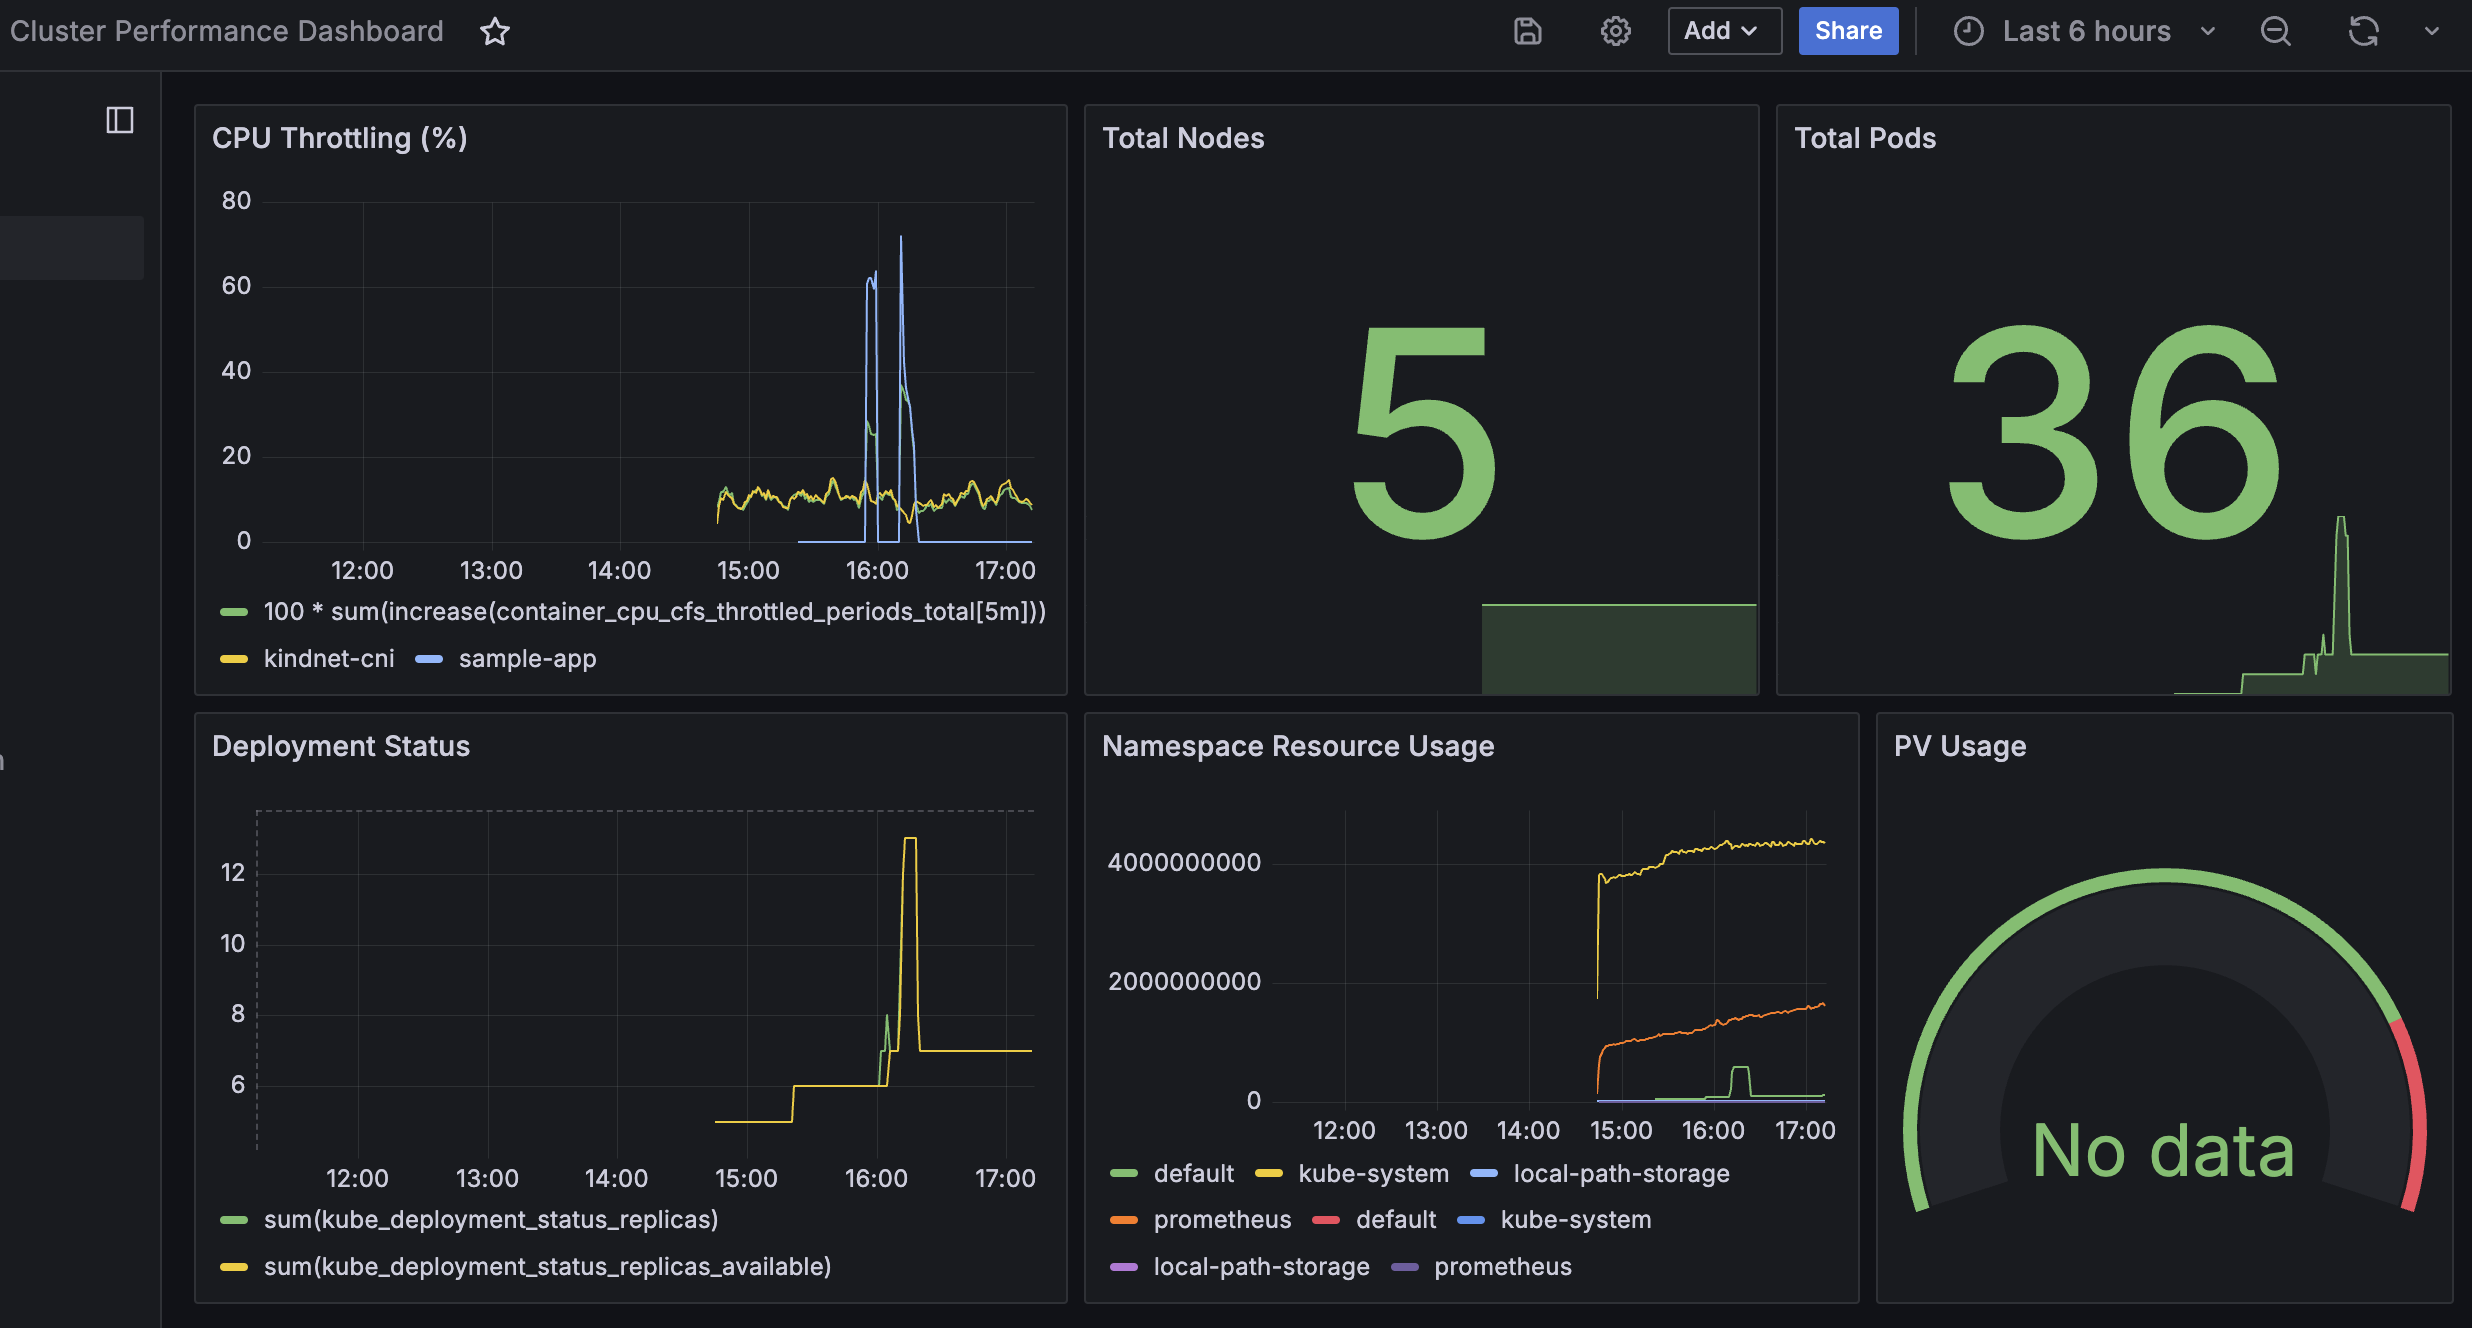 Cluster Performance Dashboard
Add
Share
Last 6 hours
CPU Throttling (%)
80
60
40
20
0
12:00 13:00 14:00 15:00 16:00 17:00
100 * sum(increase(container_cpu_cfs_throttled_periods_total[5m]))
kindnet-cni sample-app
Total Nodes
5
Total Pods
36
Deployment Status
12
10
8
6
12:00 13:00 14:00 15:00 16:00 17:00
sum(kube_deployment_status_replicas)
sum(kube_deployment_status_replicas_available)
Namespace Resource Usage
4000000000
2000000000
0
12:00 13:00 14:00 15:00 16:00 17:00
default kube-system local-path-storage
prometheus default kube-system
local-path-storage prometheus
PV Usage
No data